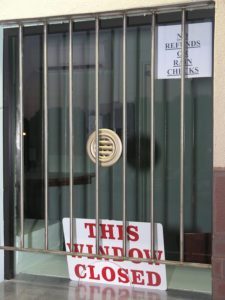 NO
REFUNDS
OR
RAIN
CHECKS
THIS
WINDOW
CLOSED